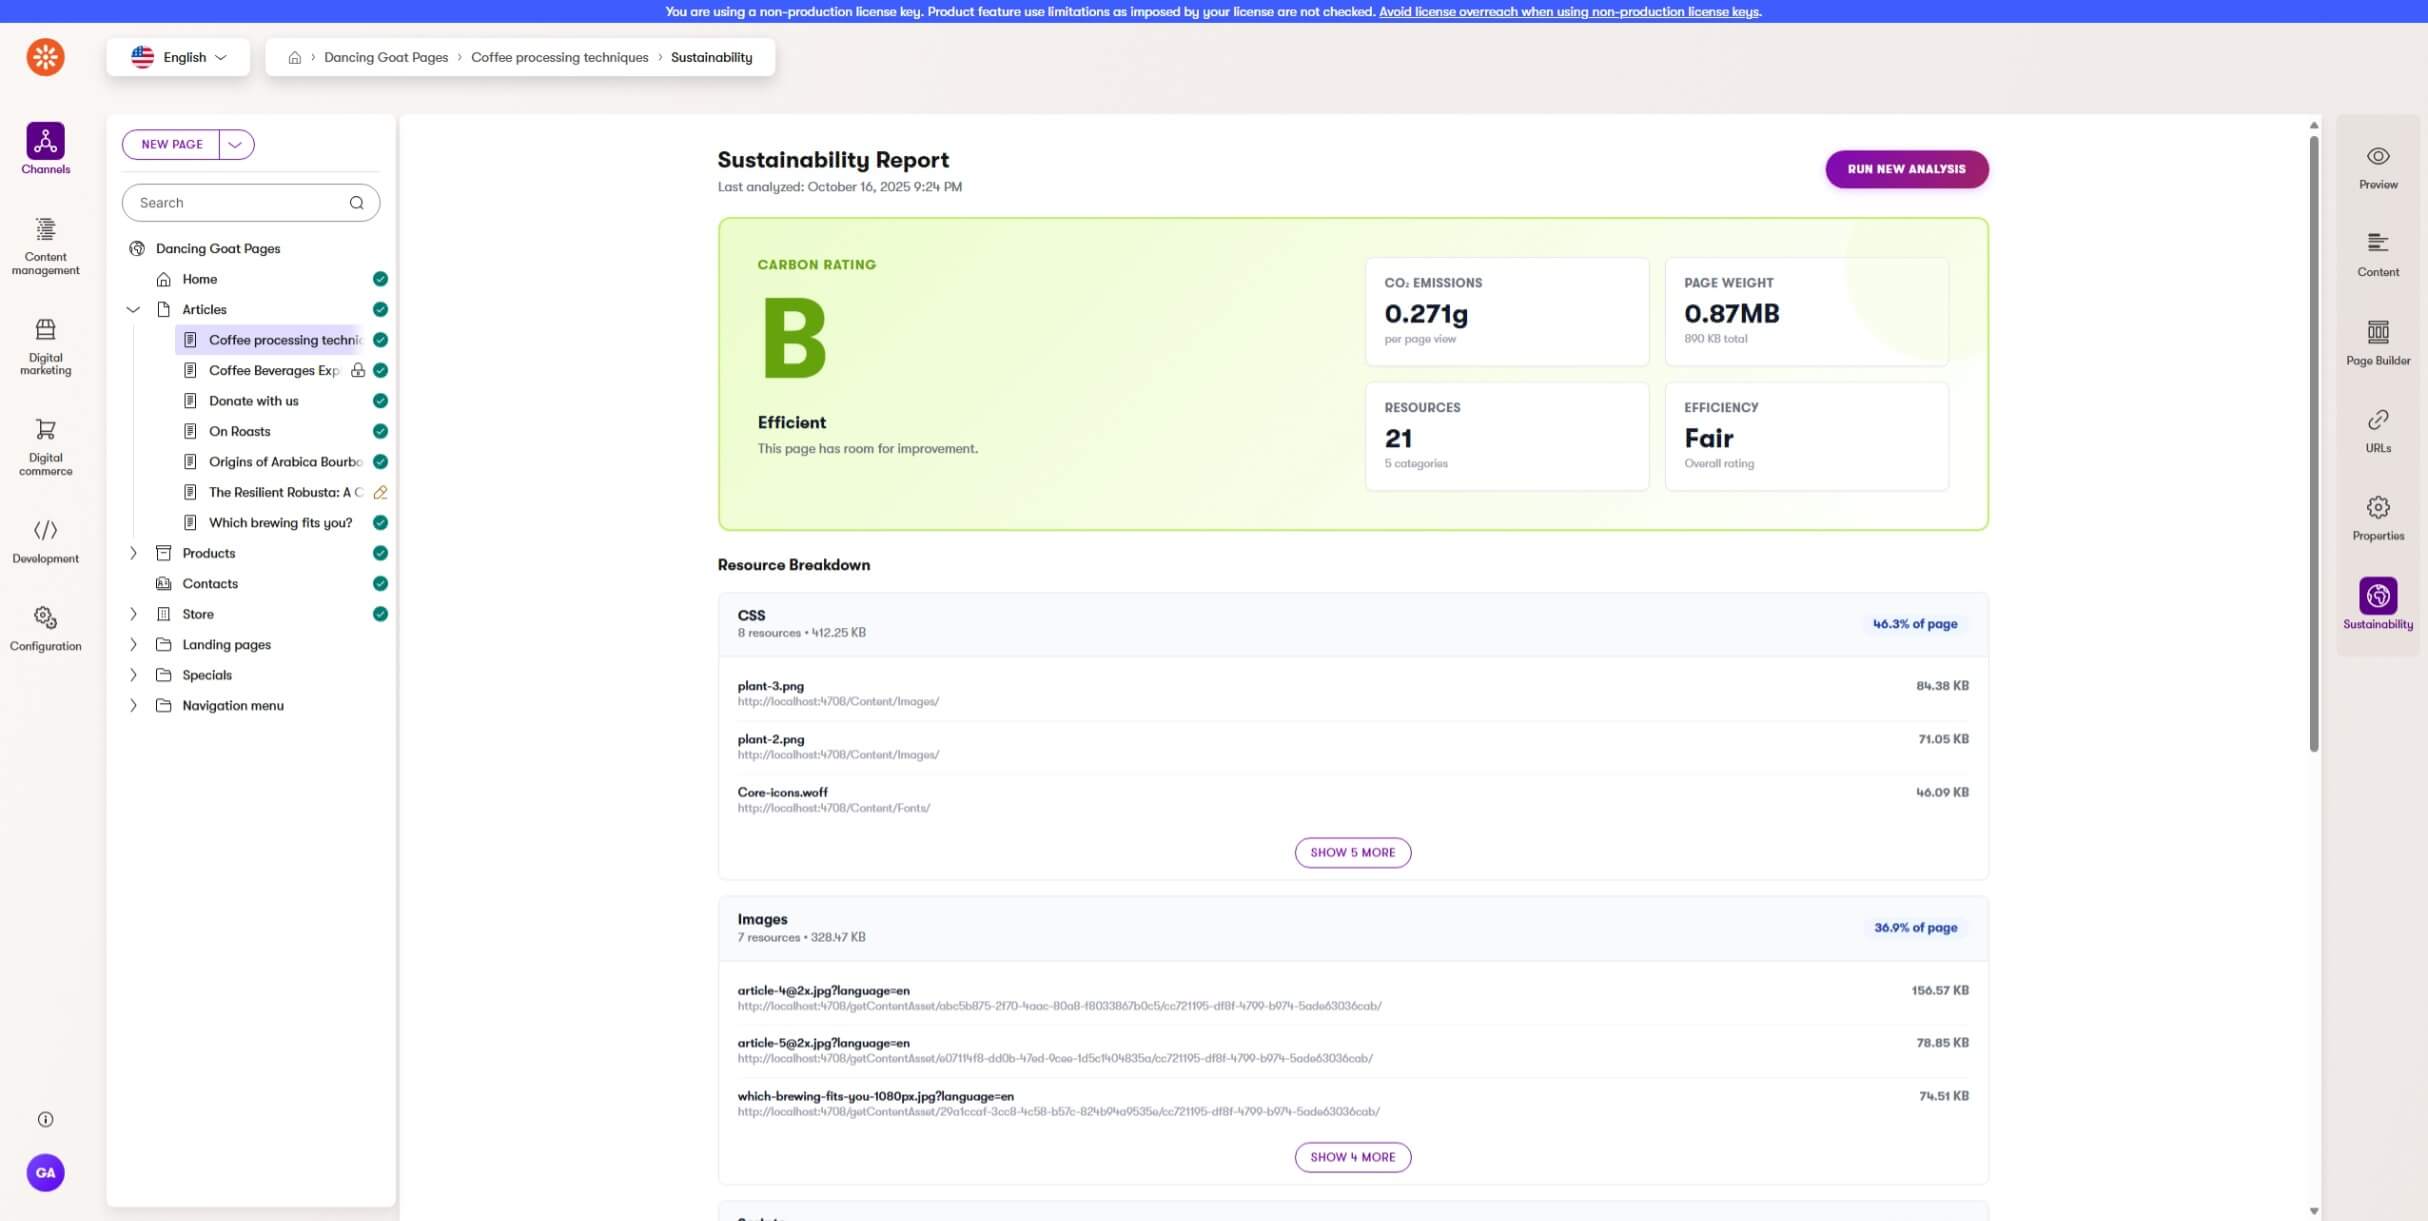 You are using a non-production license key. Product feature use limitations as imposed by your license are not checked. Avoid license overreach when using non-production license keys.
English
Dancing Goat Pages > Coffee processing techniques > Sustainability
Channels
Content management
Digital marketing
Digital commerce
Development
Configuration
GA
NEW PAGE
Search
Dancing Goat Pages
Home
Articles
Coffee processing techni
Coffee Beverages Exp
Donate with us
On Roasts
Origins of Arabica Bourbo
The Resilient Robusta: A C
Which brewing fits you?
Products
Contacts
Store
Landing pages
Specials
Navigation menu
Sustainability Report
Last analyzed: October 16, 2025 9:24 PM
RUN NEW ANALYSIS
CARBON RATING
B
Efficient
This page has room for improvement.
CO₂ EMISSIONS
0.271g
per page view
PAGE WEIGHT
0.87MB
890 KB total
RESOURCES
21
5 categories
EFFICIENCY
Fair
Overall rating
Resource Breakdown
CSS
8 resources • 412.25 KB
46.3% of page
plant-3.png
http://localhost:4708/Content/Images/
84.38 KB
plant-2.png
http://localhost:4708/Content/Images/
71.05 KB
Core-icons.woff
http://localhost:4708/Content/Fonts/
46.09 KB
SHOW 5 MORE
Images
7 resources • 328.47 KB
36.9% of page
article-4@2x.jpg?language=en
http://localhost:4708/getContentAsset/abc5b875-2f70-4aac-80a8-f8033867b0c5/cc721195-df8f-4799-b974-5ade63036cab/
156.57 KB
article-5@2x.jpg?language=en
http://localhost:4708/getContentAsset/e07114f8-dd0b-47ed-9cee-1d5c1404835a/cc721195-df8f-4799-b974-5ade63036cab/
78.85 KB
which-brewing-fits-you-1080px.jpg?language=en
http://localhost:4708/getContentAsset/29a1ccaf-3cc8-4c58-b57c-824b94a9535e/cc721195-df8f-4799-b974-5ade63036cab/
74.51 KB
SHOW 4 MORE
Preview
Content
Page Builder
URLs
Properties
Sustainability